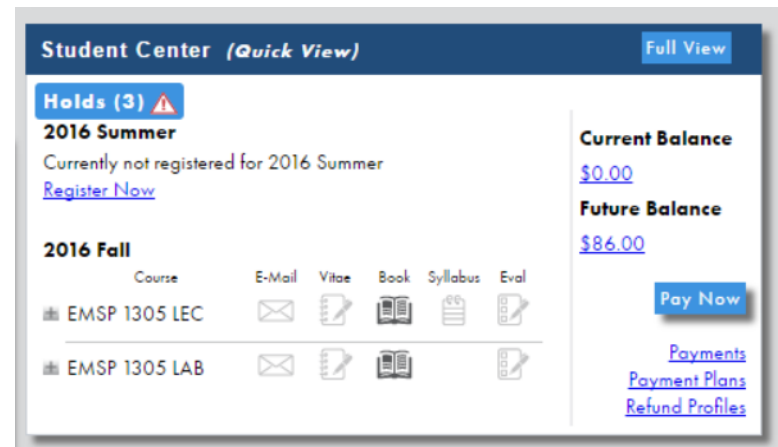 Student Center (Quick View)
Full View
Holds (3)
2016 Summer
Currently not registered for 2016 Summer
Register Now
2016 Fall
Course E-Mail Vitae Book Syllabus Eval
EMSP 1305 LEC
EMSP 1305 LAB
Current Balance
$0.00
Future Balance
$86.00
Pay Now
Payments
Payment Plans
Refund Profiles